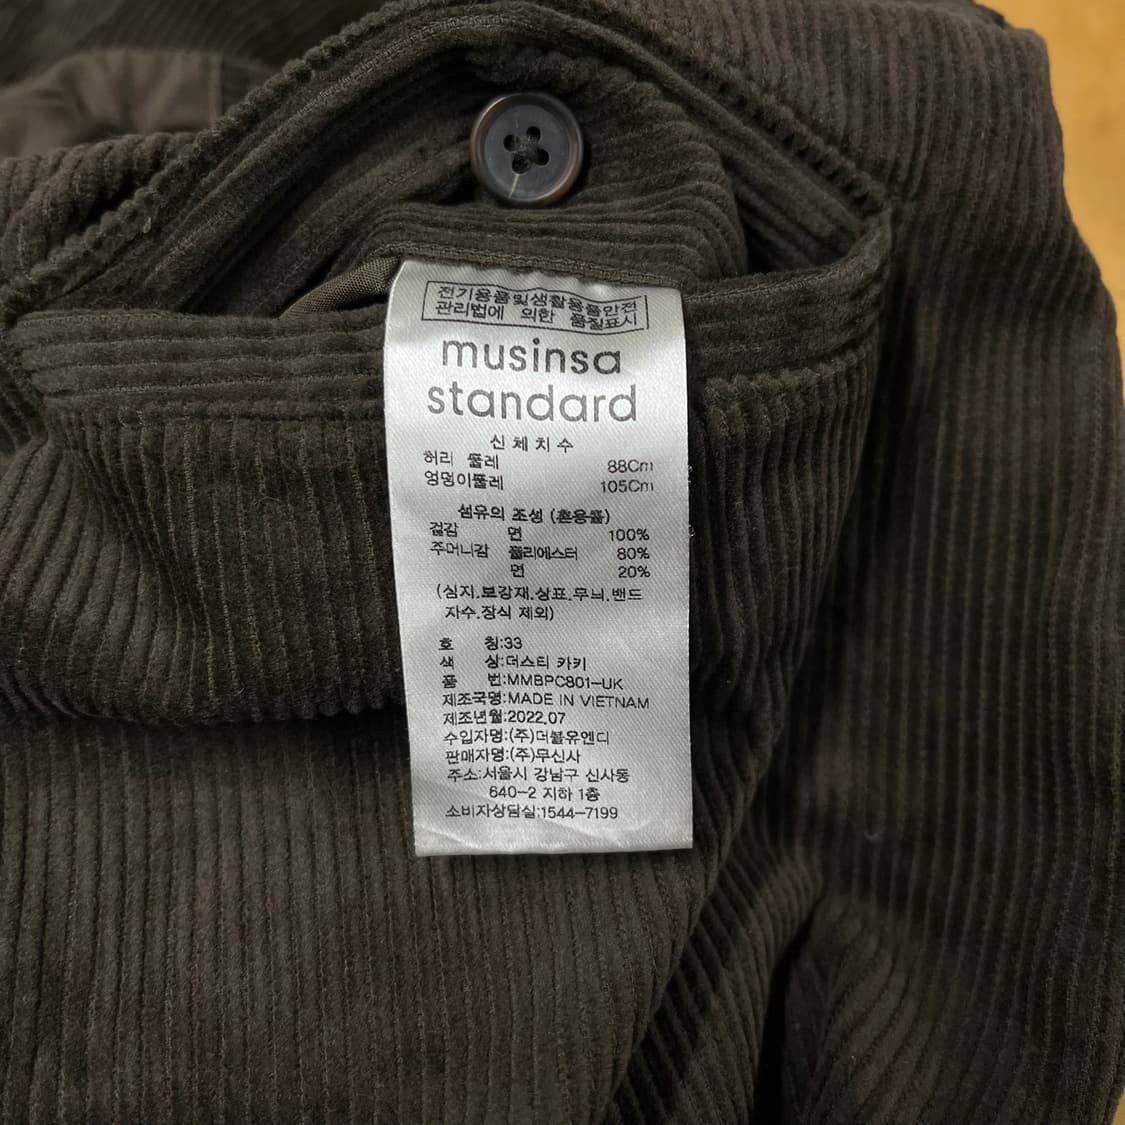 전기용품및생활용품안전
관리법에 의한 품질표시
musinsa
standard
신체치수
허리 둘레 88Cm
엉덩이둘레 105Cm
섬유의 조성 (혼용률)
겉감 면 100%
주머니감 폴리에스터 80%
면 20%
(심지.보강재.상표.무늬.밴드
자수.장식 제외)
호 칭:33
색 상:더스티 카키
품 번:MMBPC801-UK
제조국명:MADE IN VIETNAM
제조년월:2022.07
수입자명:(주)더블유엔디
판매자명:(주)무신사
주소:서울시 강남구 신사동
640-2 지하 1층
소비자상담실:1544-7199